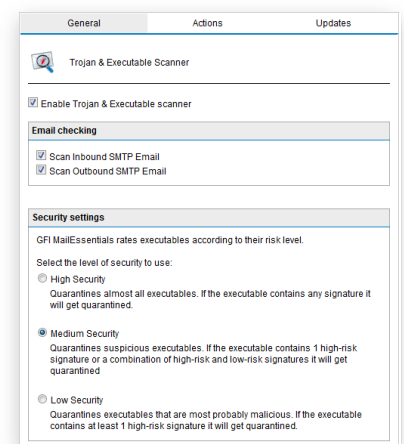 General Actions Updates
Trojan & Executable Scanner
Enable Trojan & Executable scanner
Email checking
Scan Inbound SMTP Email
Scan Outbound SMTP Email
Security settings
GFI MailEssentials rates executables according to their risk level.
Select the level of security to use:
High Security
Quarantines almost all executables. If the executable contains any signature it
will get quarantined.
Medium Security
Quarantines suspicious executables. If the executable contains 1 high-risk
signature or a combination of high-risk and low-risk signatures it will get
quarantined
Low Security
Quarantines executables that are most probably malicious. If the executable
contains at least 1 high-risk signature it will get quarantined.